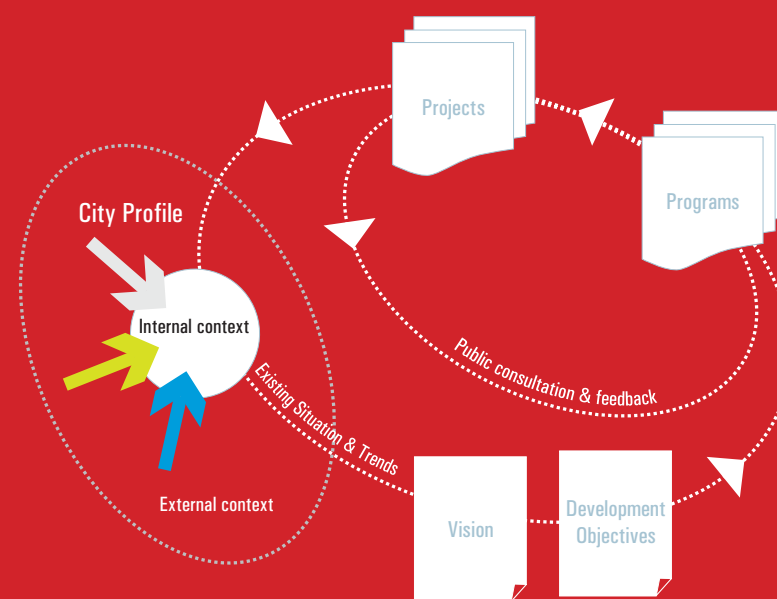 Projects
Programs
City Profile
Internal context
Public consultation & feedback
Existing Situation & Trends
External context
Vision
Development
Objectives